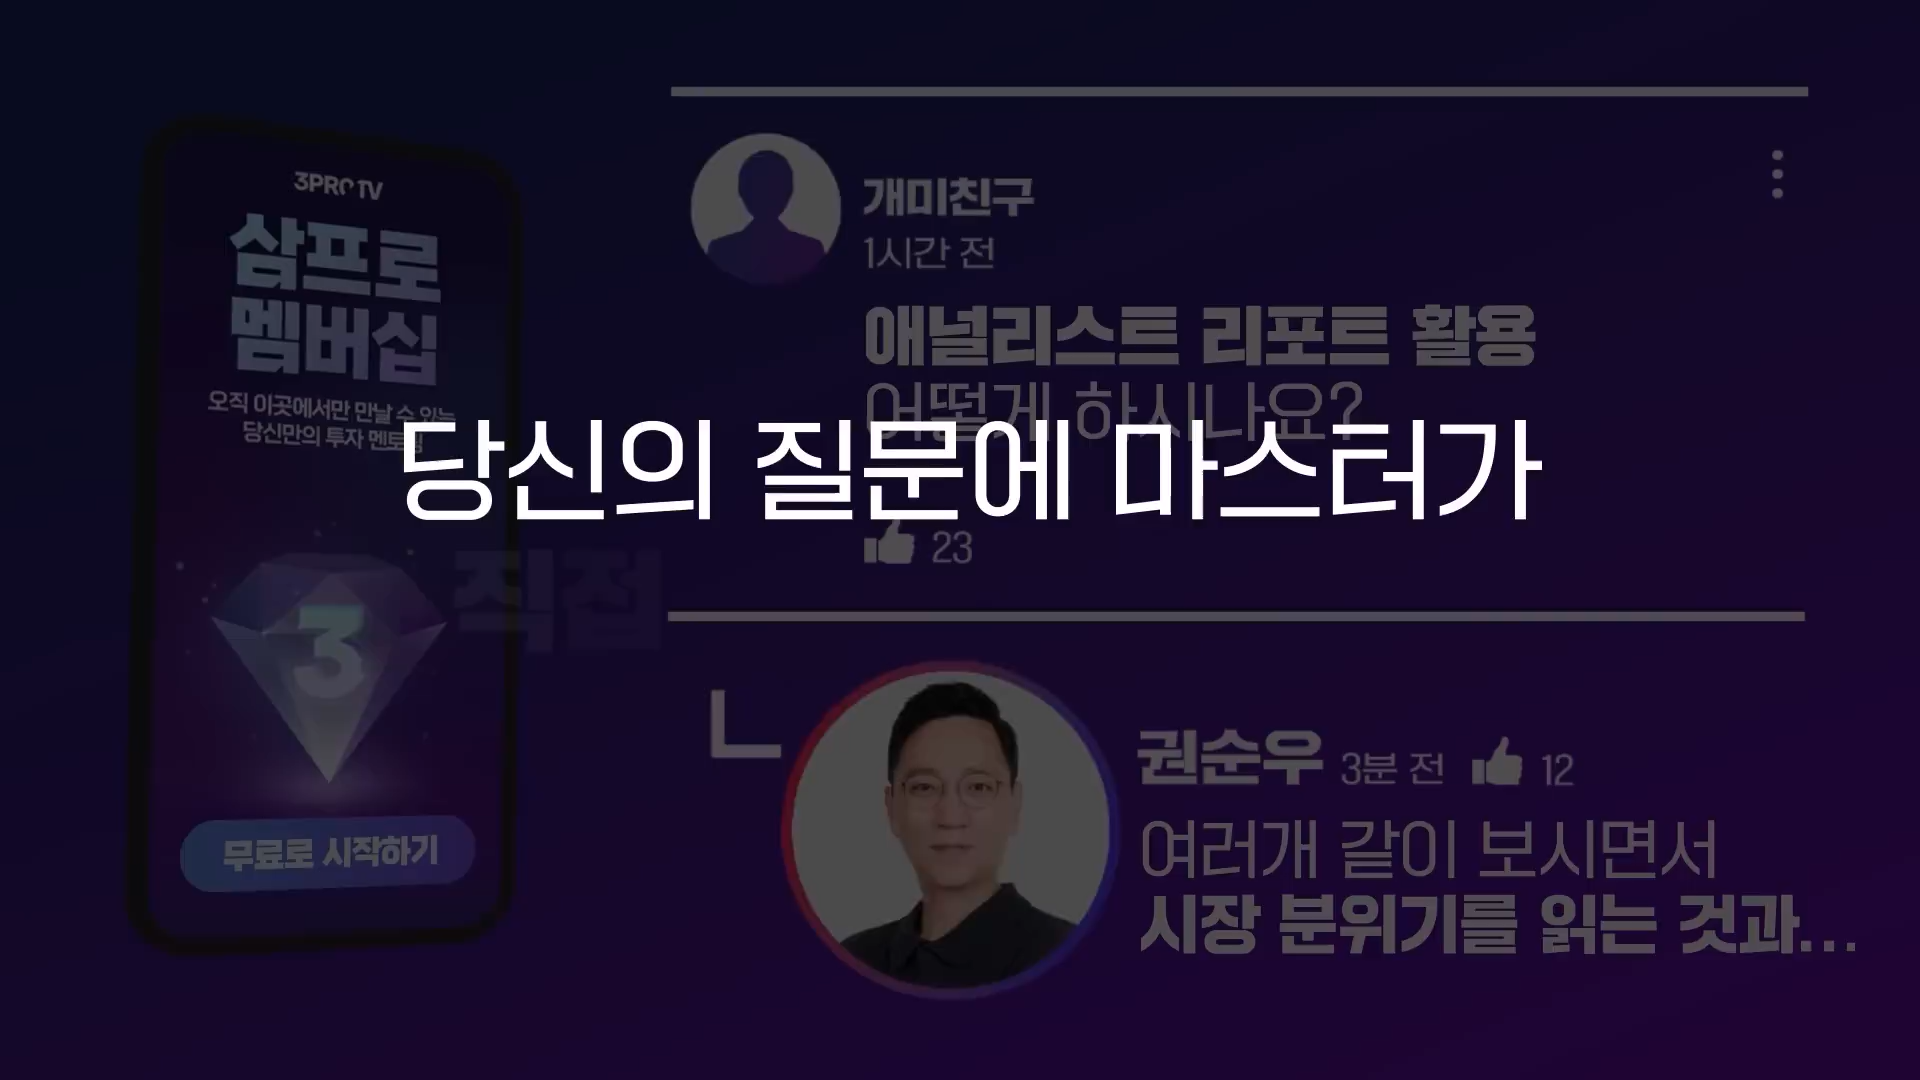 3PRO TV
삼프로
멤버십
오직 이곳에서만 만날 수 있는
당신만의 투자 멘토링
3
무료로 시작하기
개미친구
1시간 전
애널리스트 리포트 활용
어떻게 하시나요?
23
당신의 질문에 마스터가
직접
권순우 3분 전 12
여러개 같이 보시면서
시장 분위기를 읽는 것과...